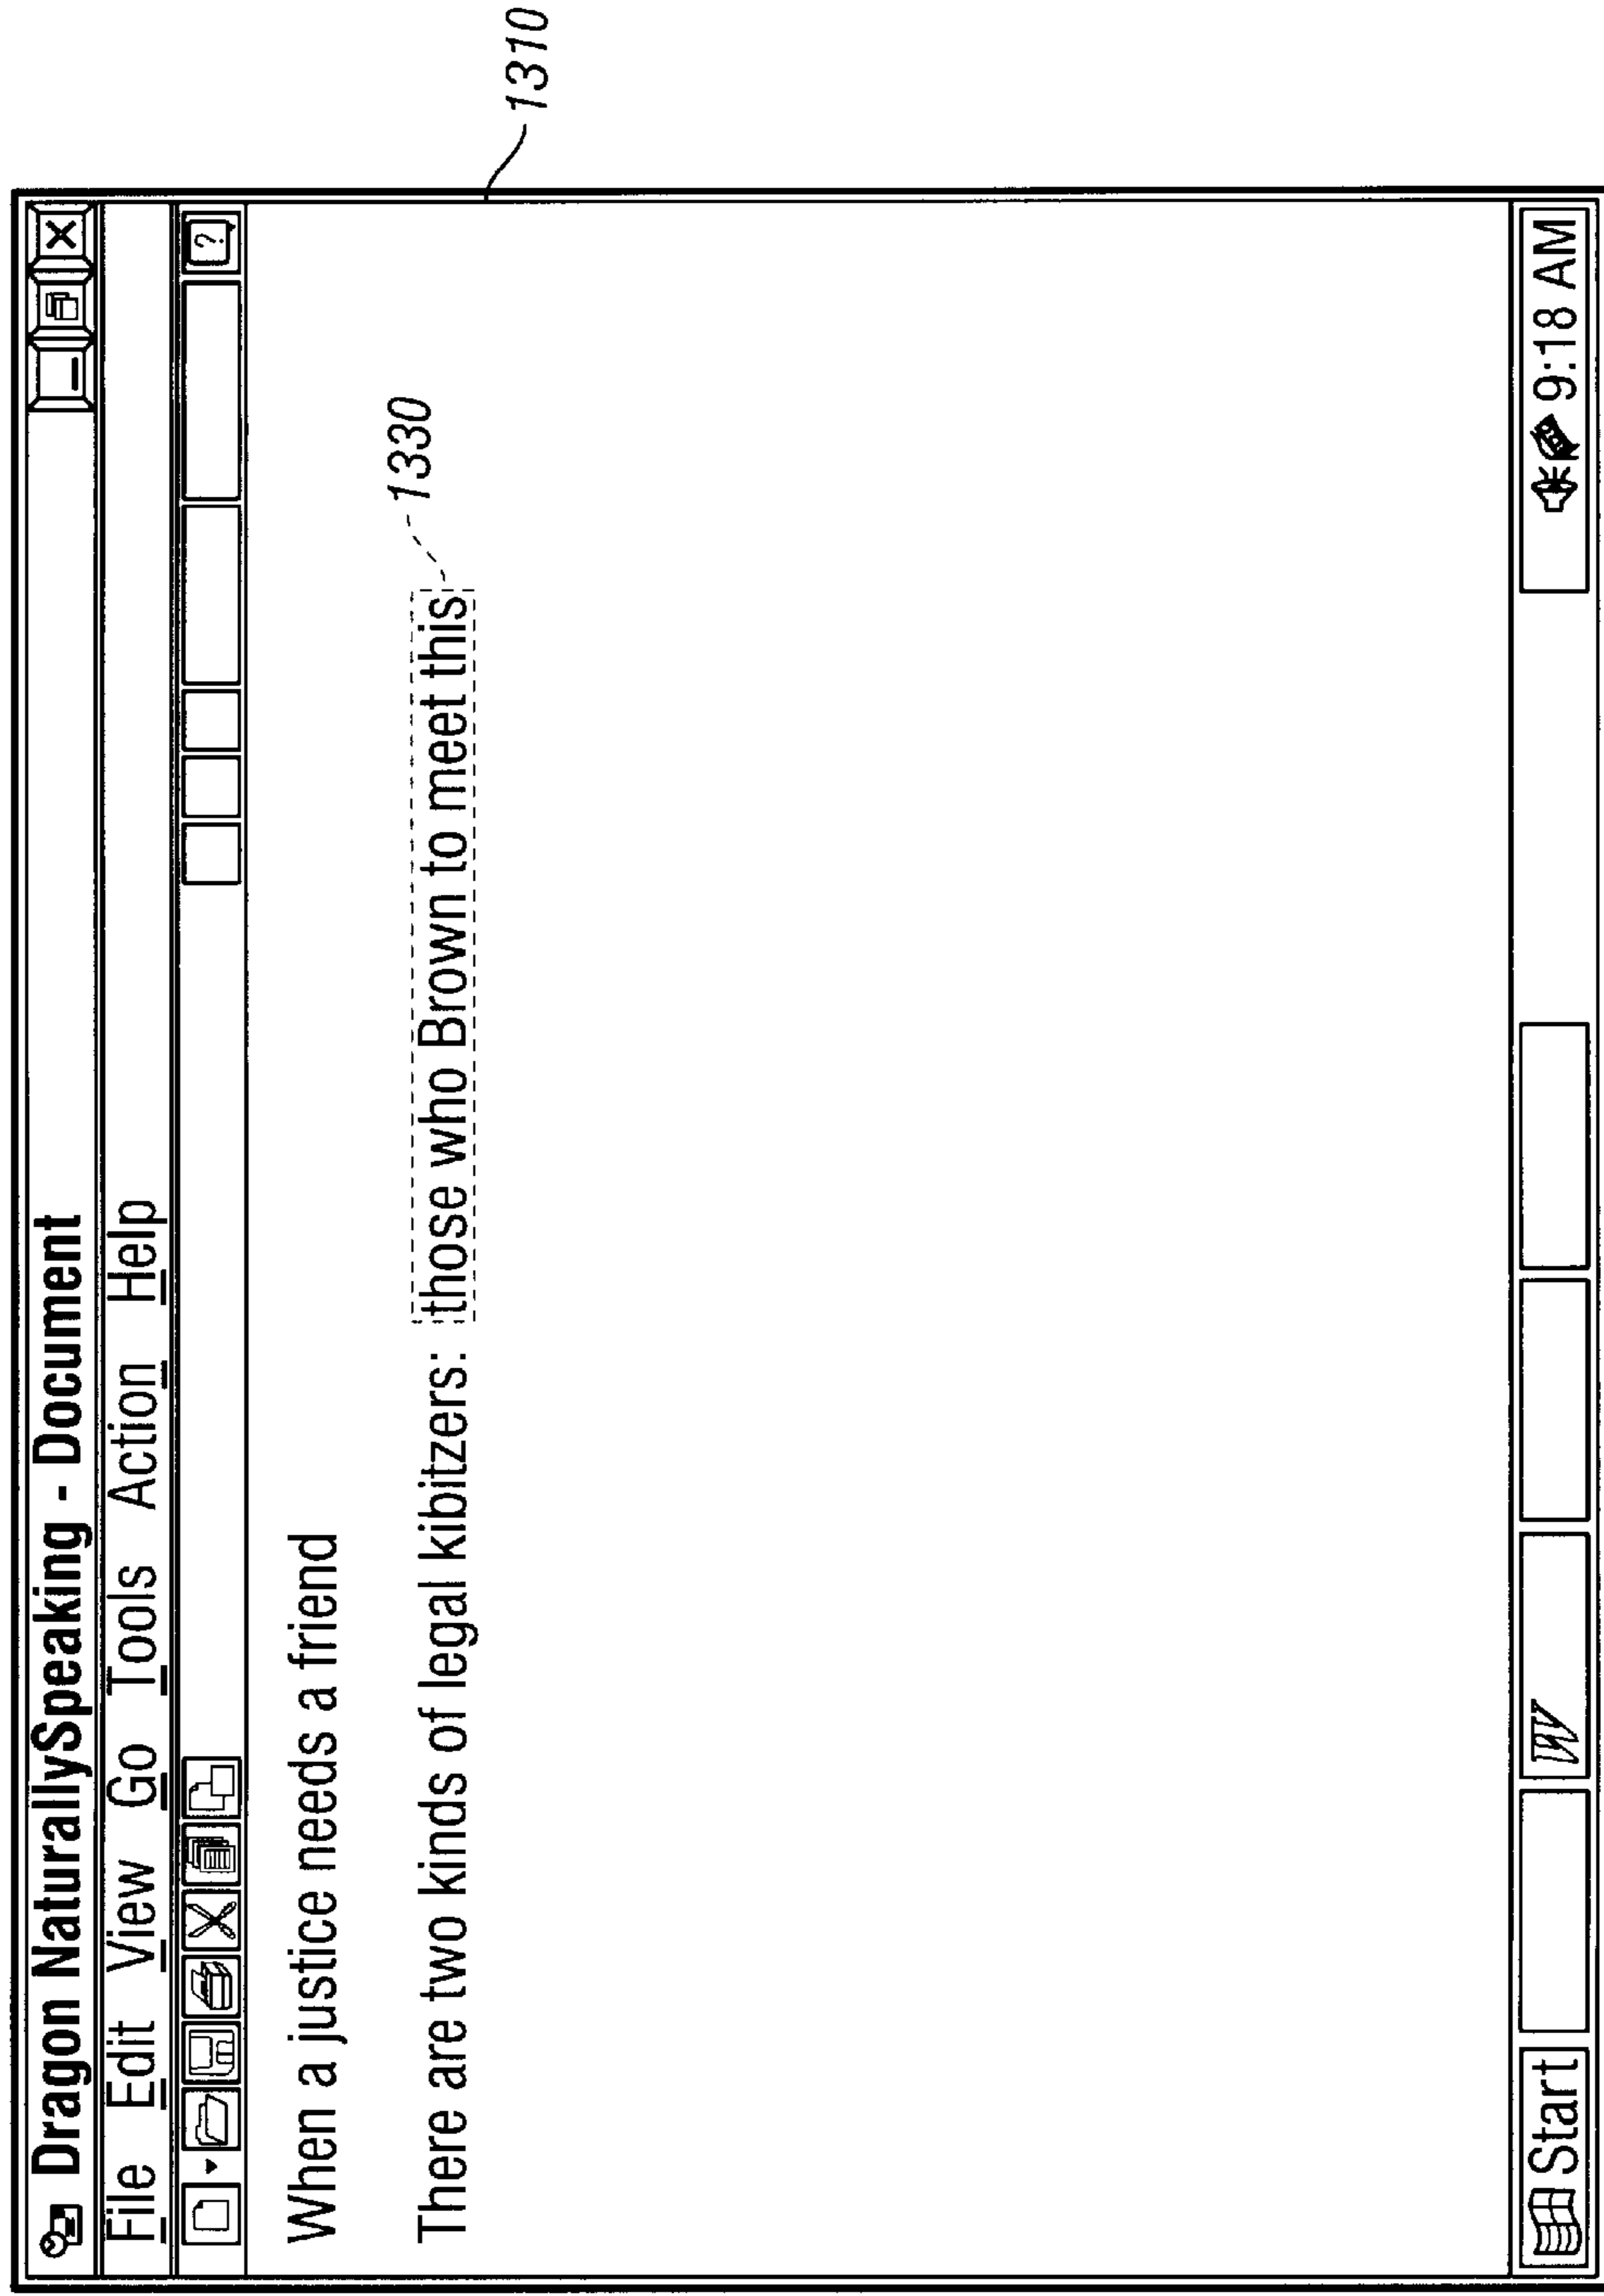 Dragon NaturallySpeaking - Document
File Edit View Go Tools Action Help
?
When a justice needs a friend
There are two kinds of legal kibitzers: those who Brown to meet this
1330
1310
Start
W
9:18 AM